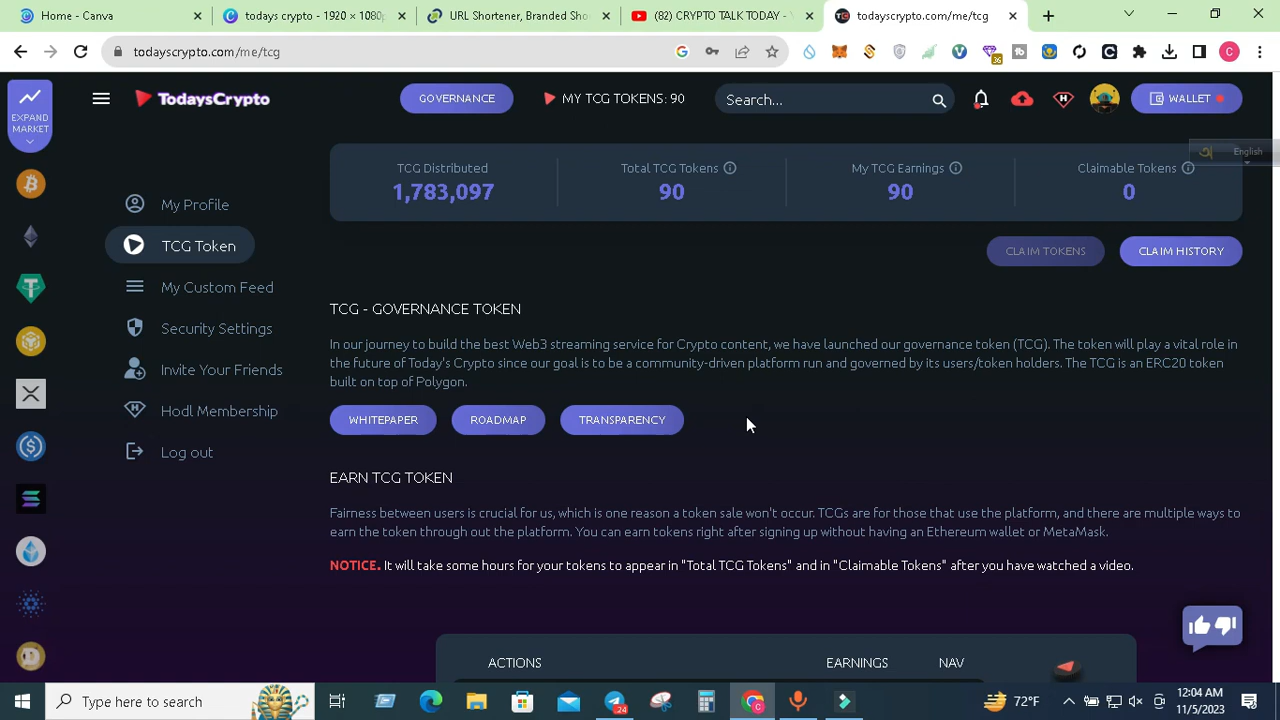 Home - Canva
todays crypto - 1920 × 1080p
URL Shortener, Branded Sho
(82) CRYPTO TALK TODAY - Y
todayscrypto.com/me/tcg
todayscrypto.com/me/tcg
36
C
EXPAND
MARKET
TodaysCrypto
GOVERNANCE
MY TCG TOKENS: 90
Search...
WALLET
English
TCG Distributed
1,783,097
Total TCG Tokens
90
My TCG Earnings
90
Claimable Tokens
0
CLAIM TOKENS
CLAIM HISTORY
My Profile
TCG Token
My Custom Feed
Security Settings
Invite Your Friends
Hodl Membership
Log out
TCG - GOVERNANCE TOKEN
In our journey to build the best Web3 streaming service for Crypto content, we have launched our governance token (TCG). The token will play a vital role in
the future of Today's Crypto since our goal is to be a community-driven platform run and governed by its users/token holders. The TCG is an ERC20 token
built on top of Polygon.
WHITEPAPER
ROADMAP
TRANSPARENCY
EARN TCG TOKEN
Fairness between users is crucial for us, which is one reason a token sale won't occur. TCGs are for those that use the platform, and there are multiple ways to
earn the token through out the platform. You can earn tokens right after signing up without having an Ethereum wallet or MetaMask.
NOTICE. It will take some hours for your tokens to appear in "Total TCG Tokens" and in "Claimable Tokens" after you have watched a video.
ACTIONS
EARNINGS
NAV
Type here to search
24
72°F
12:04 AM
11/5/2023